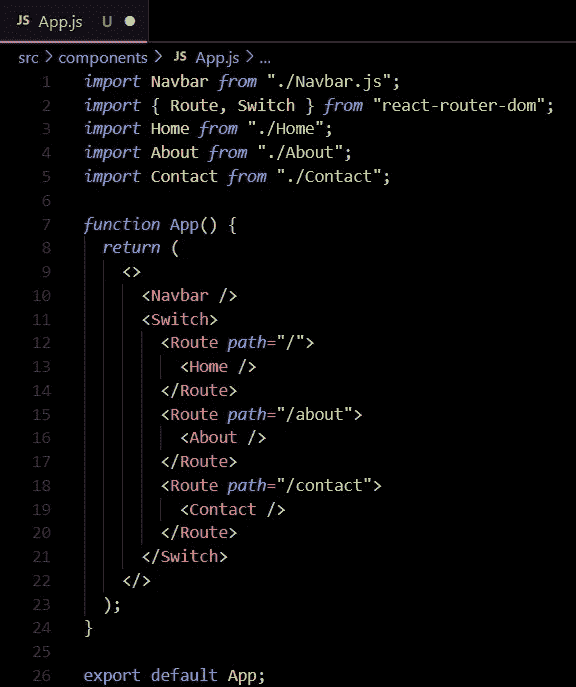 JS App.js U ●
src > components > JS App.js > ...
1 import Navbar from "./Navbar.js";
2 import { Route, Switch } from "react-router-dom";
3 import Home from "./Home";
4 import About from "./About";
5 import Contact from "./Contact";
6
7 function App() {
8   return (
9     <>
10       <Navbar />
11       <Switch>
12         <Route path="/">
13           <Home />
14         </Route>
15         <Route path="/about">
16           <About />
17         </Route>
18         <Route path="/contact">
19           <Contact />
20         </Route>
21       </Switch>
22     </>
23   );
24 }
25
26 export default App;